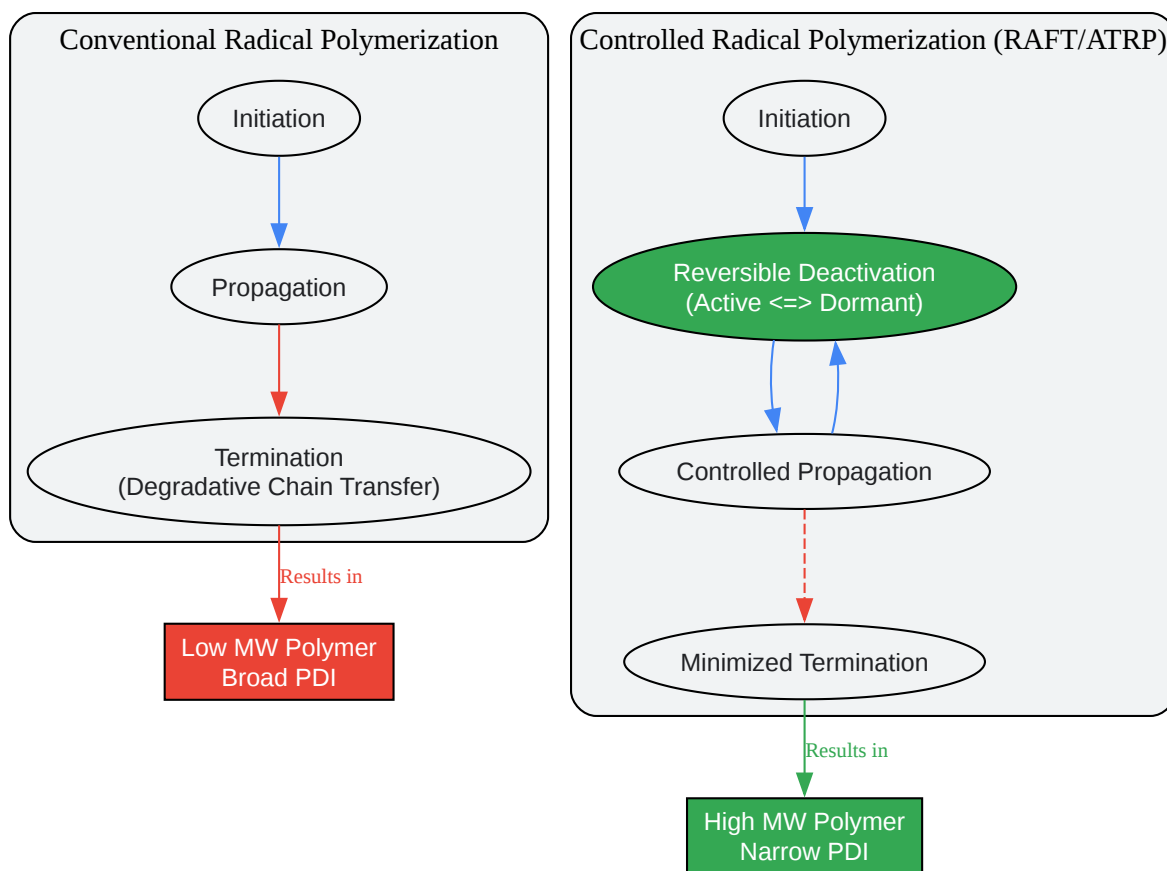 Conventional Radical Polymerization
Initiation
Propagation
Termination
(Degradative Chain Transfer)
Results in
Low MW Polymer
Broad PDI
Controlled Radical Polymerization (RAFT/ATRP)
Initiation
Reversible Deactivation
(Active <=> Dormant)
Controlled Propagation
Minimized Termination
Results in
High MW Polymer
Narrow PDI